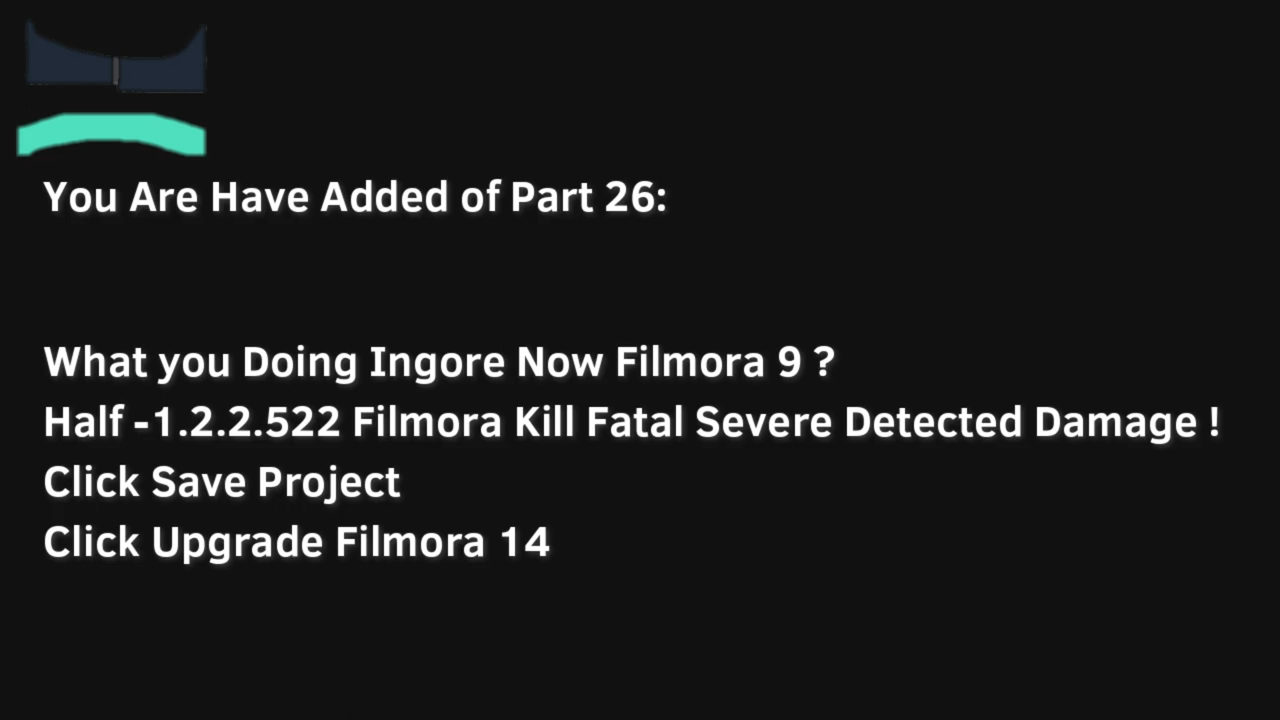 You Are Have Added of Part 26:
What you Doing Ingore Now Filmora 9 ?
Half -1.2.2.522 Filmora Kill Fatal Severe Detected Damage !
Click Save Project
Click Upgrade Filmora 14